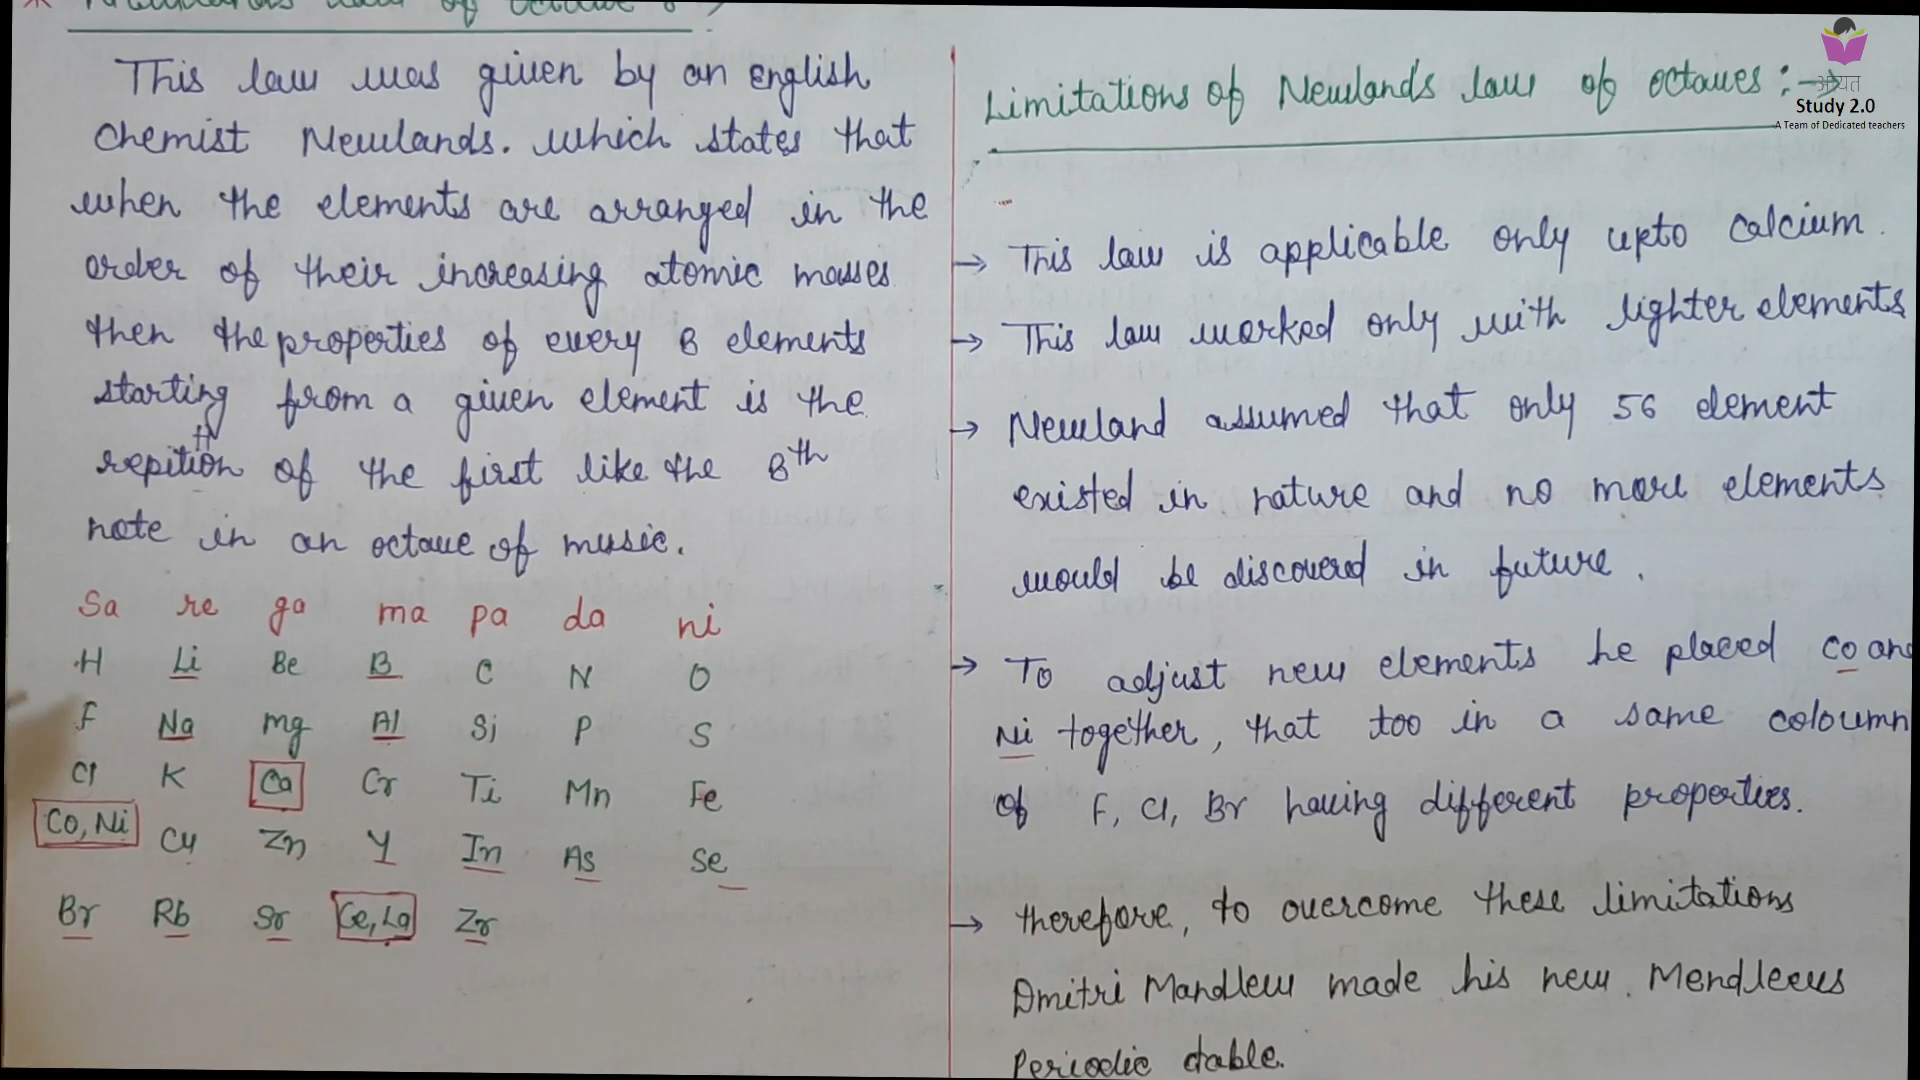 Newlands law of octave :→
This law was given by an english
chemist Newlands. which states that
when the elements are arranged in the
order of their increasing atomic masses
then the properties of every 8 elements
starting from a given element is the
repition of the first like the 8th
note in an octave of music.
Sa re ga ma pa da ni
H Li Be B C N O
F Na Mg Al Si P S
Cl K Ca Cr Ti Mn Fe
Co, Ni Cu Zn Y In As Se
Br Rb Sr Ce, La Zr
Limitations of Newlands law of octaves :→
→ This law is applicable only upto calcium.
→ This law worked only with lighter elements
→ Newland assumed that only 56 element
existed in nature and no more elements
would be discovered in future.
→ To adjust new elements he placed Co and
Ni together, that too in a same coloumn
of F, Cl, Br having different properties.
→ therefore, to overcome these limitations
Dmitri Mandlew made his new. Mendleevs
Periodic table.
अयित
Study 2.0
A Team of Dedicated teachers